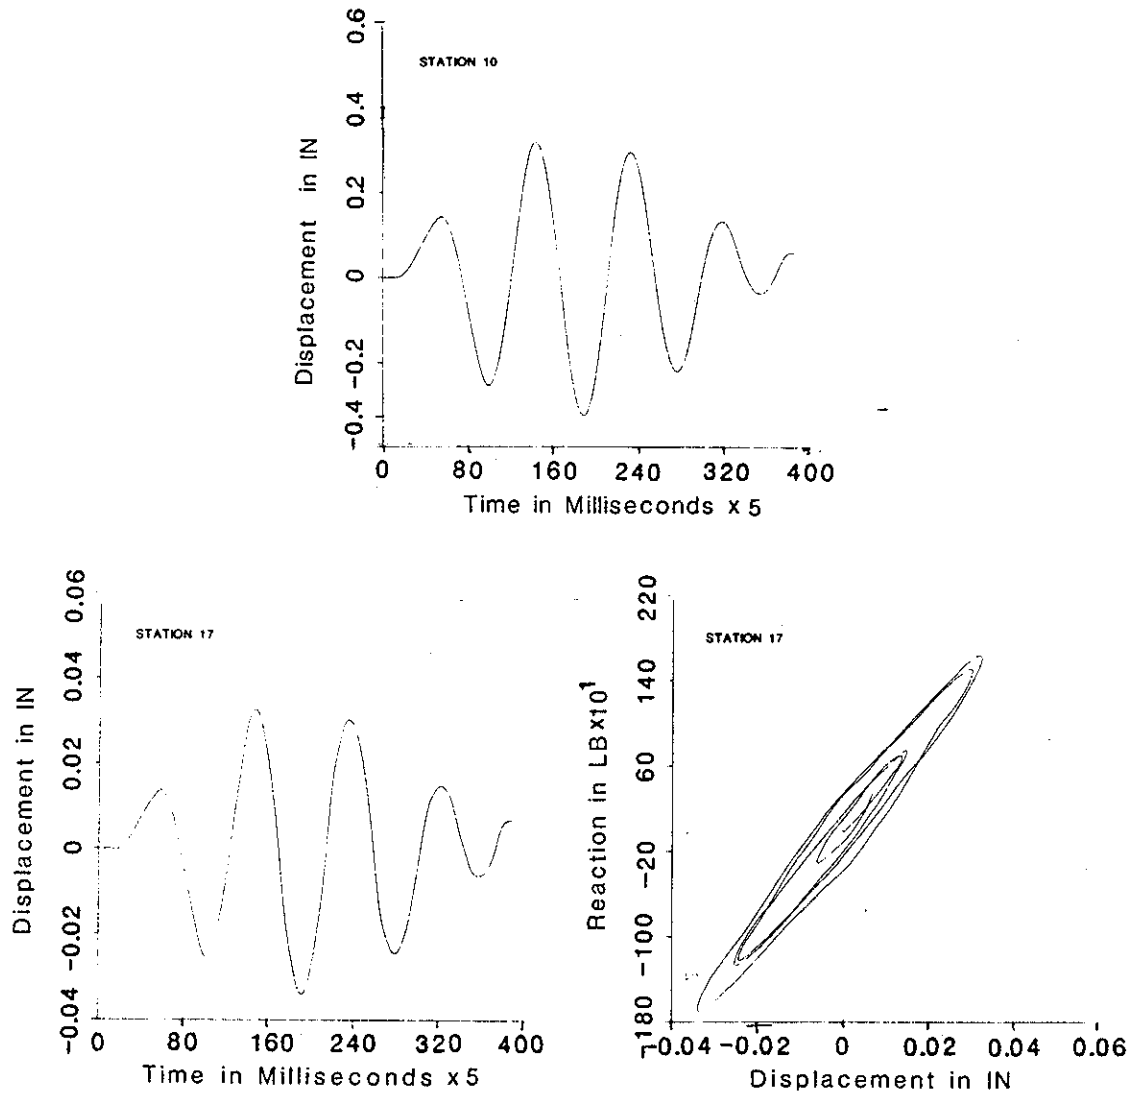 0.6
STATION 10
0.4
0.2
0
-0.2
-0.4
Displacement in IN
0 80 160 240 320 400
Time in Milliseconds x 5
0.06
STATION 17
0.04
0.02
0
-0.02
-0.04
Displacement in IN
0 80 160 240 320 400
Time in Milliseconds x5
220
STATION 17
140
60
-20
-100
-180
Reaction in LBx10¹
-0.04 -0.02 0 0.02 0.04 0.06
Displacement in IN